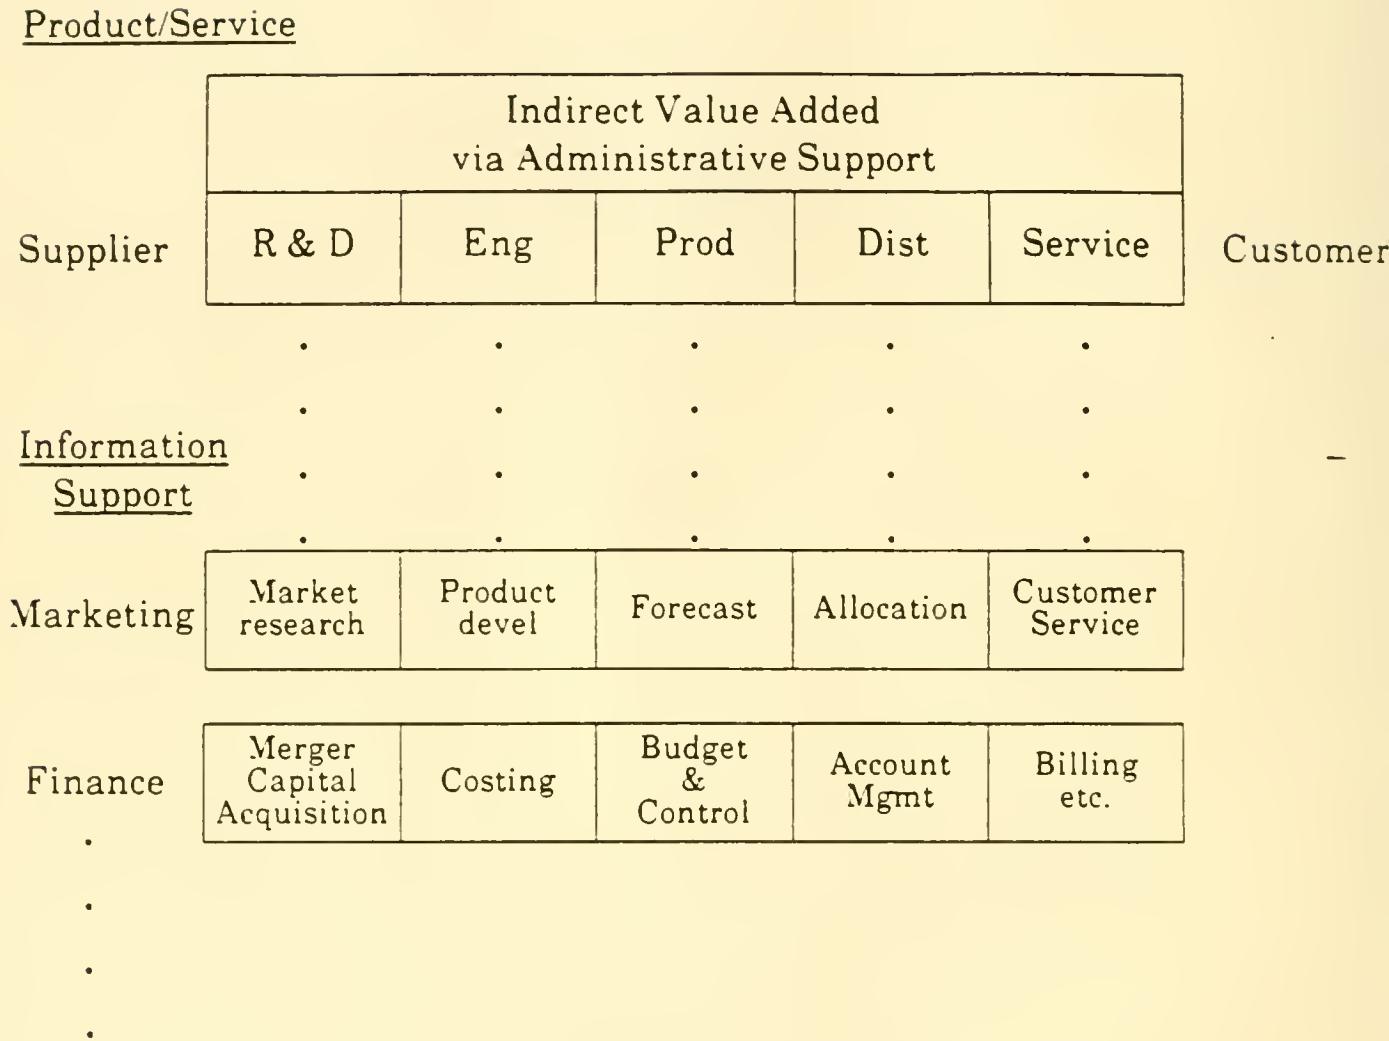 Product/Service
Indirect Value Added
via Administrative Support
Supplier
R & D
Eng
Prod
Dist
Service
Customer
Information
Support
Marketing
Market
research
Product
devel
Forecast
Allocation
Customer
Service
Finance
Merger
Capital
Acquisition
Costing
Budget
&
Control
Account
Mgmt
Billing
etc.